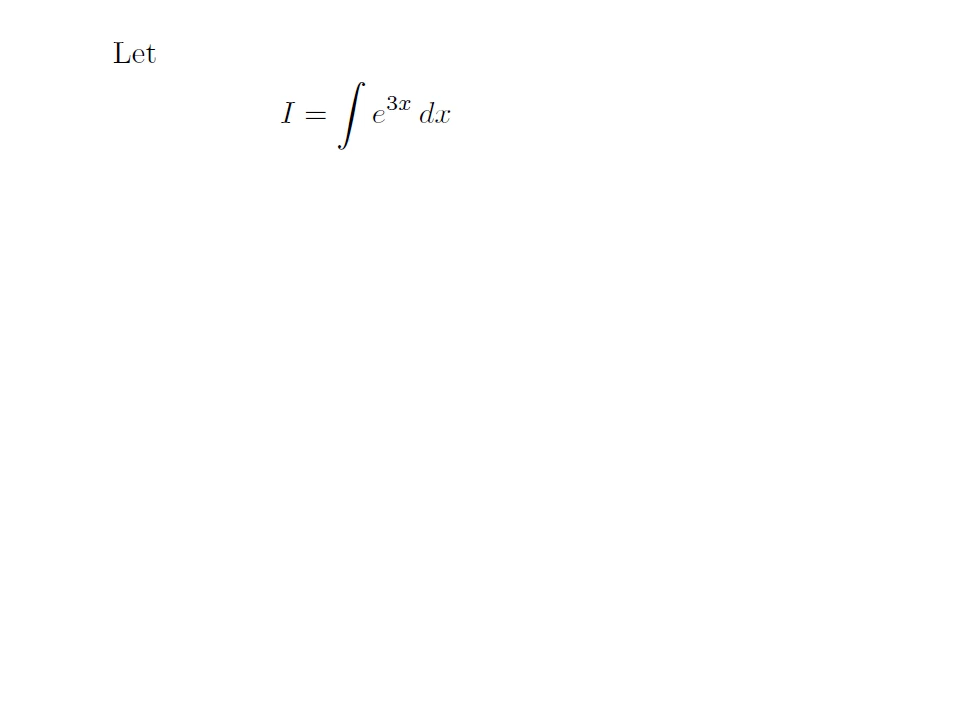 Let
I = ∫ e^{3x} dx